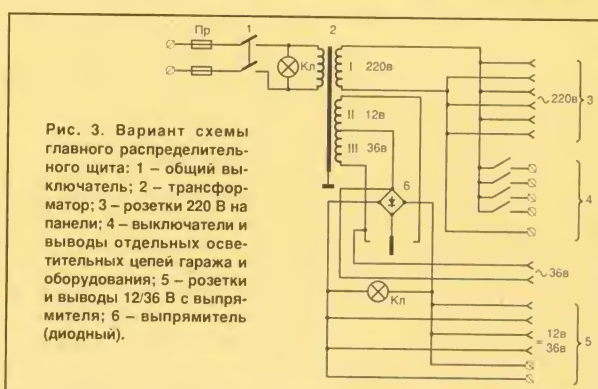 Пр
1
2
Кл
I 220в
II 12в
III 36в
~220в
3
4
6
~36в
Кл
= 12в
36в
5
Рис. 3. Вариант схемы
главного распределитель-
ного щита: 1 – общий вы-
ключатель; 2 – трансфор-
матор; 3 – розетки 220 В на
панели; 4 – выключатели и
выводы отдельных осве-
тительных цепей гаража и
оборудования; 5 – розетки
и выводы 12/36 В с выпря-
мителя; 6 – выпрямитель
(диодный).